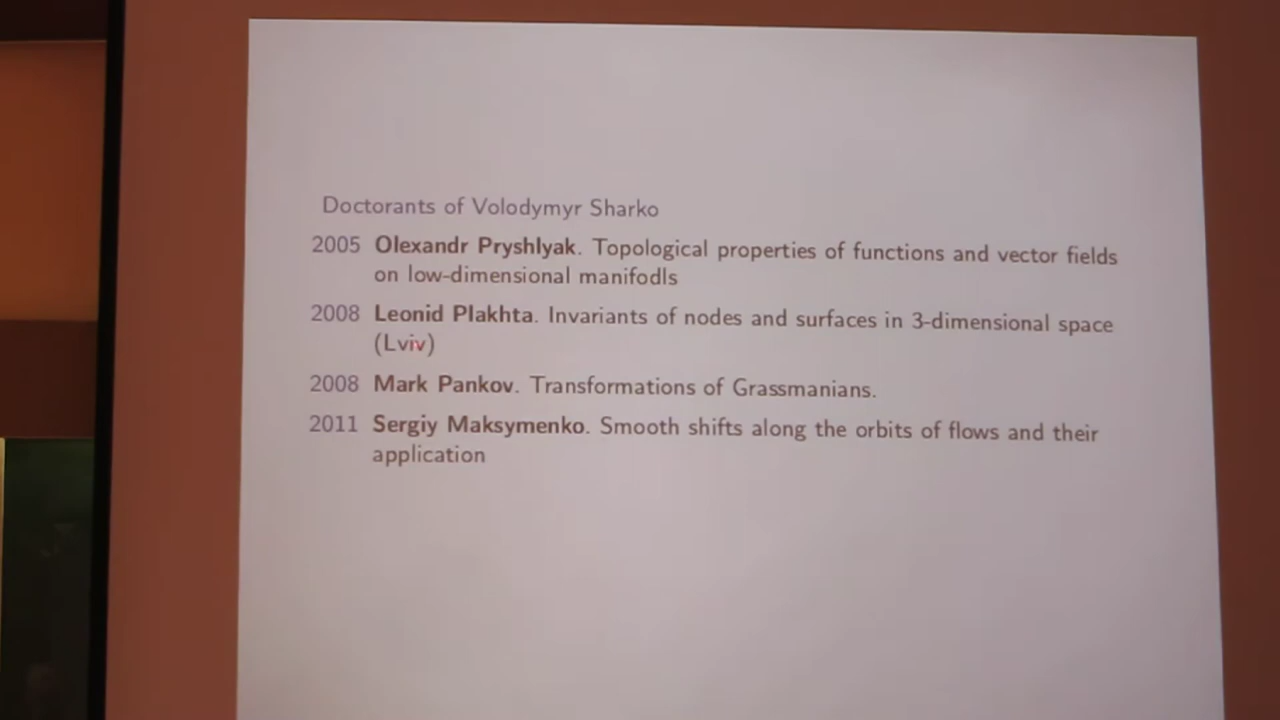 Doctorants of Volodymyr Sharko
2005 Olexandr Pryshlyak. Topological properties of functions and vector fields
on low-dimensional manifodls
2008 Leonid Plakhta. Invariants of nodes and surfaces in 3-dimensional space
(Lviv)
2008 Mark Pankov. Transformations of Grassmanians.
2011 Sergiy Maksymenko. Smooth shifts along the orbits of flows and their
application